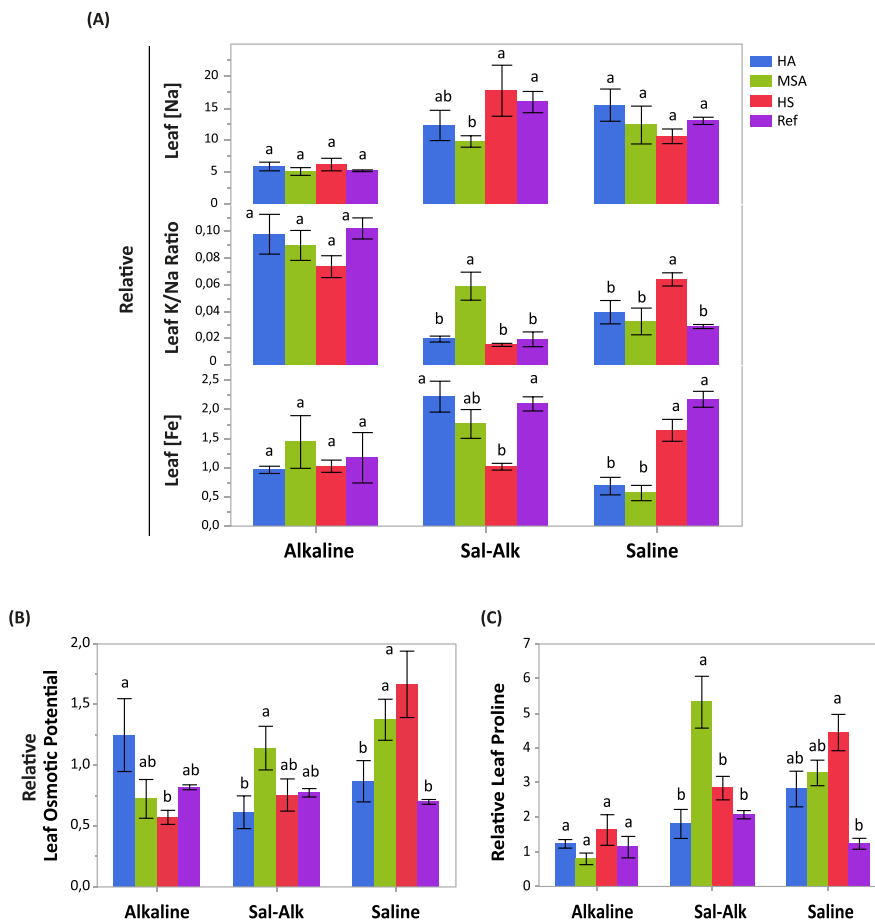 (A)
HA
MSA
HS
Ref
Relative
Leaf [Na]
20
15
10
5
0
a a a a
ab b a a
a a a a
Leaf K/Na Ratio
0,10
0,08
0,06
0,04
0,02
0
a a a a
b a b b
b b a b
Leaf [Fe]
2,5
2,0
1,5
1,0
0,5
0,0
a a a a
a ab b a
b b a a
Alkaline Sal-Alk Saline
(B)
Relative
Leaf Osmotic Potential
2,0
1,5
1,0
0,5
0,0
a ab b ab
b a ab ab
b a a b
Alkaline Sal-Alk Saline
(C)
Relative Leaf Proline
7
6
5
4
3
2
1
0
a a a a
b a b b
ab ab a b
Alkaline Sal-Alk Saline